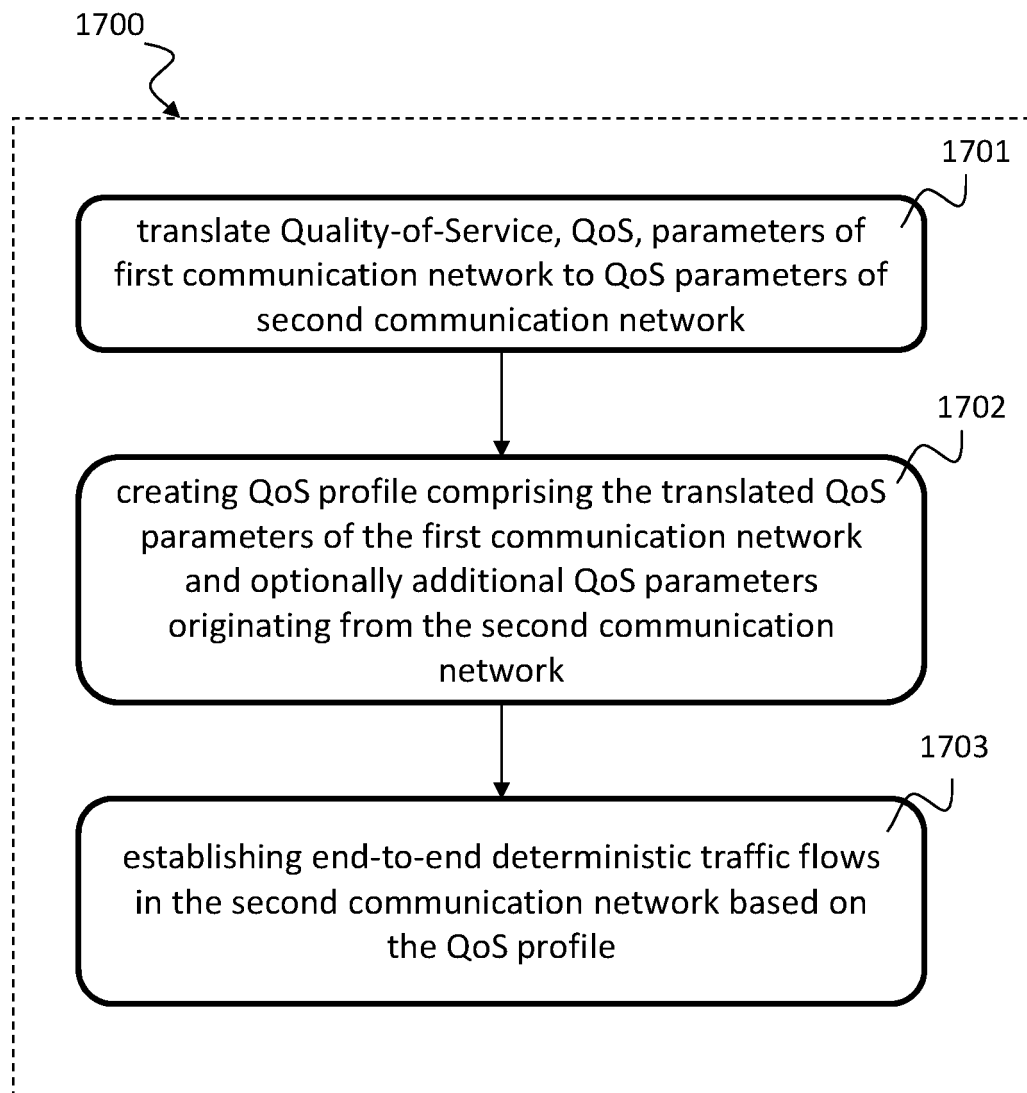 1700
1701
translate Quality-of-Service, QoS, parameters of
first communication network to QoS parameters of
second communication network
1702
creating QoS profile comprising the translated QoS
parameters of the first communication network
and optionally additional QoS parameters
originating from the second communication
network
1703
establishing end-to-end deterministic traffic flows
in the second communication network based on
the QoS profile